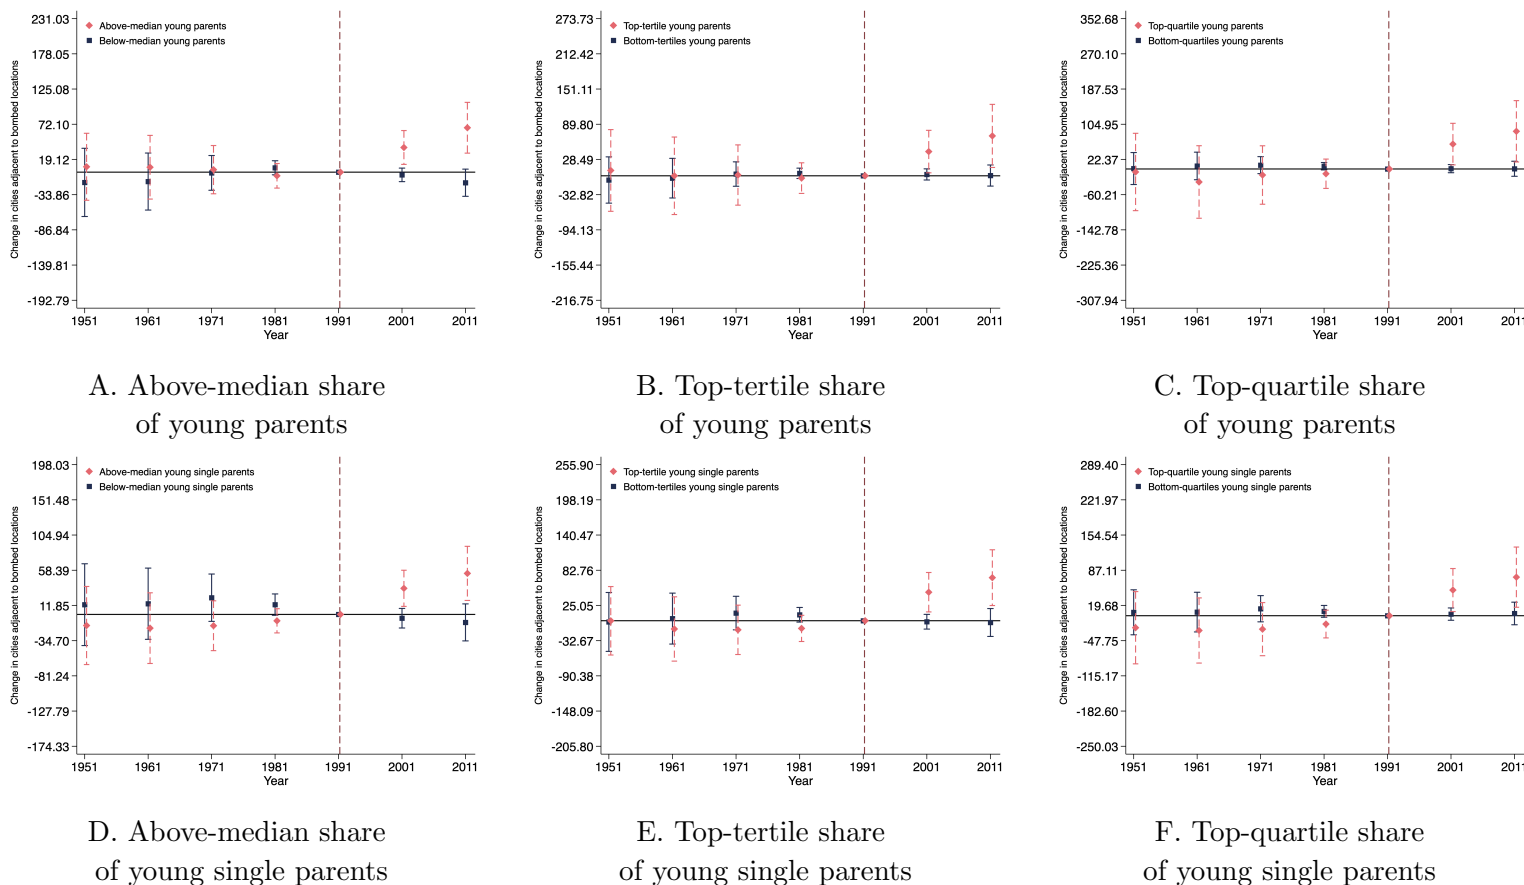 231.03
178.05
125.08
72.10
19.12
-33.86
-86.84
-139.81
-192.79
Change in cities adjacent to bombed locations
Above-median young parents
Below-median young parents
1951 1961 1971 1981 1991 2001 2011
Year
A. Above-median share
of young parents
273.73
212.42
151.11
89.80
28.49
-32.82
-94.13
-155.44
-216.75
Change in cities adjacent to bombed locations
Top-tertile young parents
Bottom-tertiles young parents
1951 1961 1971 1981 1991 2001 2011
Year
B. Top-tertile share
of young parents
352.68
270.10
187.53
104.95
22.37
-60.21
-142.78
-225.36
-307.94
Change in cities adjacent to bombed locations
Top-quartile young parents
Bottom-quartiles young parents
1951 1961 1971 1981 1991 2001 2011
Year
C. Top-quartile share
of young parents
198.03
151.48
104.94
58.39
11.85
-34.70
-81.24
-127.79
-174.33
Change in cities adjacent to bombed locations
Above-median young single parents
Below-median young single parents
1951 1961 1971 1981 1991 2001 2011
Year
D. Above-median share
of young single parents
255.90
198.19
140.47
82.76
25.05
-32.67
-90.38
-148.09
-205.80
Change in cities adjacent to bombed locations
Top-tertile young single parents
Bottom-tertiles young single parents
1951 1961 1971 1981 1991 2001 2011
Year
E. Top-tertile share
of young single parents
289.40
221.97
154.54
87.11
19.68
-47.75
-115.17
-182.60
-250.03
Change in cities adjacent to bombed locations
Top-quartile young single parents
Bottom-quartiles young single parents
1951 1961 1971 1981 1991 2001 2011
Year
F. Top-quartile share
of young single parents